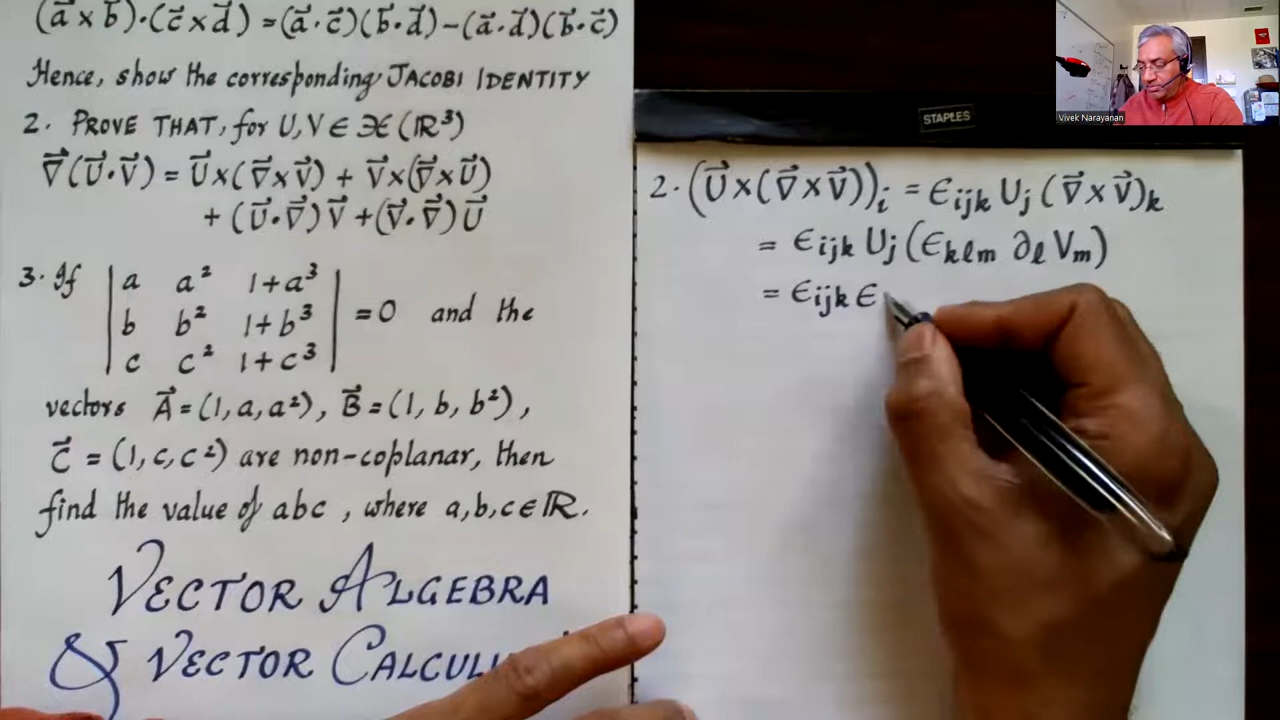 (a⃗ × b⃗)·(c⃗ × d⃗) = (a⃗·c⃗)(b⃗·d⃗) − (a⃗·d⃗)(b⃗·c⃗)
Hence, show the corresponding JACOBI IDENTITY
2. PROVE THAT, for U, V ∈ 𝔛(ℝ³)
∇⃗(U⃗·V⃗) = U⃗×(∇⃗×V⃗) + V⃗×(∇⃗×U⃗)
+ (U⃗·∇⃗)V⃗ + (V⃗·∇⃗)U⃗
3. If | a a² 1+a³ |
| b b² 1+b³ | = 0 and the
| c c² 1+c³ |
vectors A⃗ = (1, a, a²), B⃗ = (1, b, b²),
C⃗ = (1, c, c²) are non-coplanar, then
find the value of abc, where a, b, c ∈ ℝ.
VECTOR ALGEBRA
& VECTOR CALCUL
STAPLES
2. (U⃗×(∇⃗×V⃗))ᵢ = ϵijk Uj (∇⃗×V⃗)k
= ϵijk Uj (ϵklm ∂l Vm)
= ϵijk ϵ
Vivek Narayanan